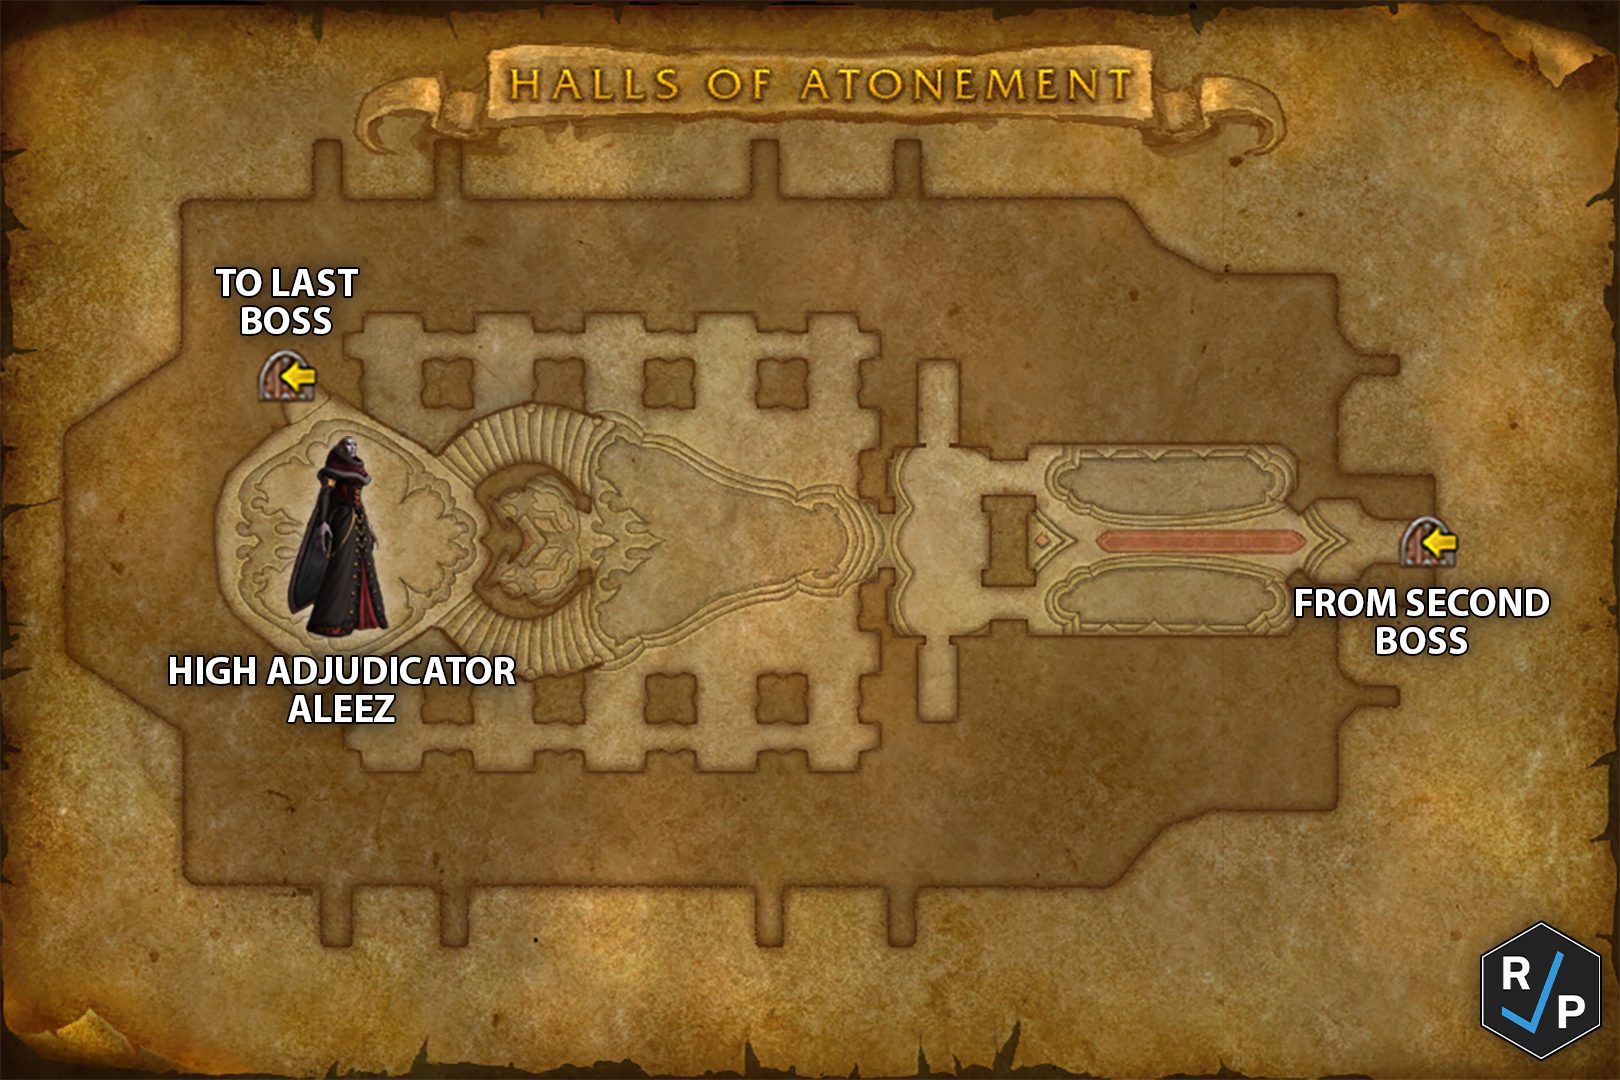 HALLS OF ATONEMENT
TO LAST
BOSS
FROM SECOND
BOSS
HIGH ADJUDICATOR
ALEEZ
R
P